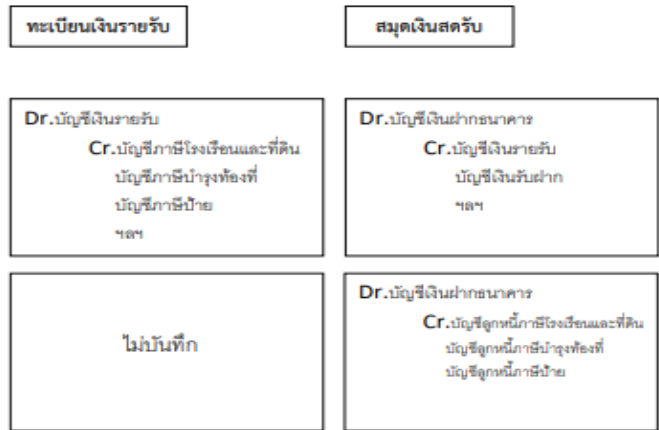 ทะเบียนเงินรายรับ
สมุดเงินสดรับ
Dr.บัญชีเงินรายรับ
Cr.บัญชีภาษีโรงเรือนและที่ดิน
บัญชีภาษีบำรุงท้องที่
บัญชีภาษีป้าย
ฯลฯ
Dr.บัญชีเงินฝากธนาคาร
Cr.บัญชีเงินรายรับ
บัญชีเงินรับฝาก
ฯลฯ
ไม่บันทึก
Dr.บัญชีเงินฝากธนาคาร
Cr.บัญชีลูกหนี้ภาษีโรงเรือนและที่ดิน
บัญชีลูกหนี้ภาษีบำรุงท้องที่
บัญชีลูกหนี้ภาษีป้าย